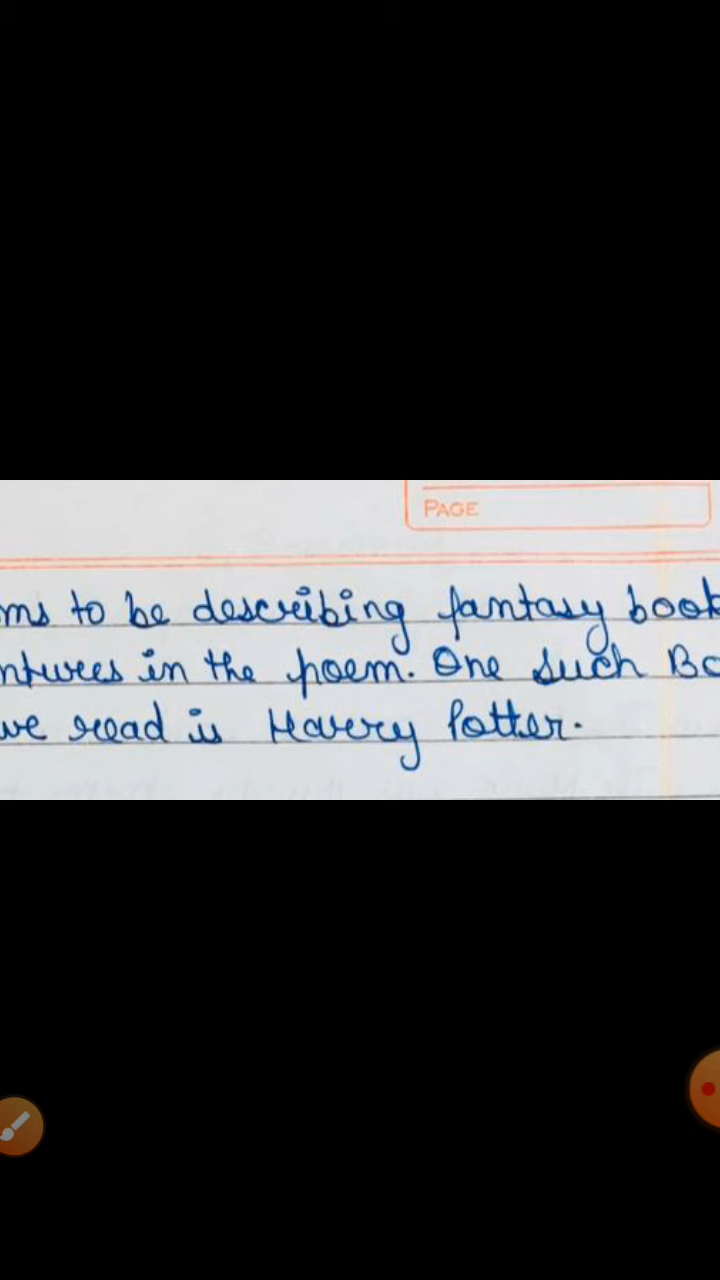 PAGE
ms to be describing fantasy book
ntures in the poem. One such Bo
we read is Harry Potter.